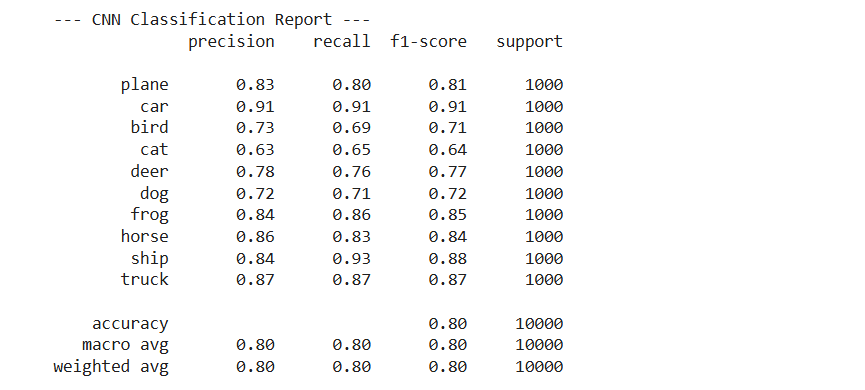 --- CNN Classification Report ---
precision recall f1-score support
plane 0.83 0.80 0.81 1000
car 0.91 0.91 0.91 1000
bird 0.73 0.69 0.71 1000
cat 0.63 0.65 0.64 1000
deer 0.78 0.76 0.77 1000
dog 0.72 0.71 0.72 1000
frog 0.84 0.86 0.85 1000
horse 0.86 0.83 0.84 1000
ship 0.84 0.93 0.88 1000
truck 0.87 0.87 0.87 1000
accuracy 0.80 10000
macro avg 0.80 0.80 0.80 10000
weighted avg 0.80 0.80 0.80 10000